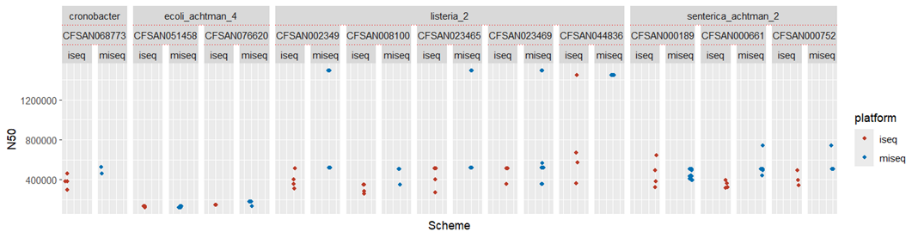 cronobacter ecoli_achtman_4 listeria_2 senterica_achtman_2
CFSAN068773 CFSAN051458 CFSAN076620 CFSAN002349 CFSAN008100 CFSAN023465 CFSAN023469 CFSAN044836 CFSAN000189 CFSAN000661 CFSAN000752
iseq miseq iseq miseq iseq miseq iseq miseq iseq miseq iseq miseq iseq miseq iseq miseq iseq miseq iseq miseq iseq miseq
N50
1200000
800000
400000
Scheme
platform
iseq
miseq